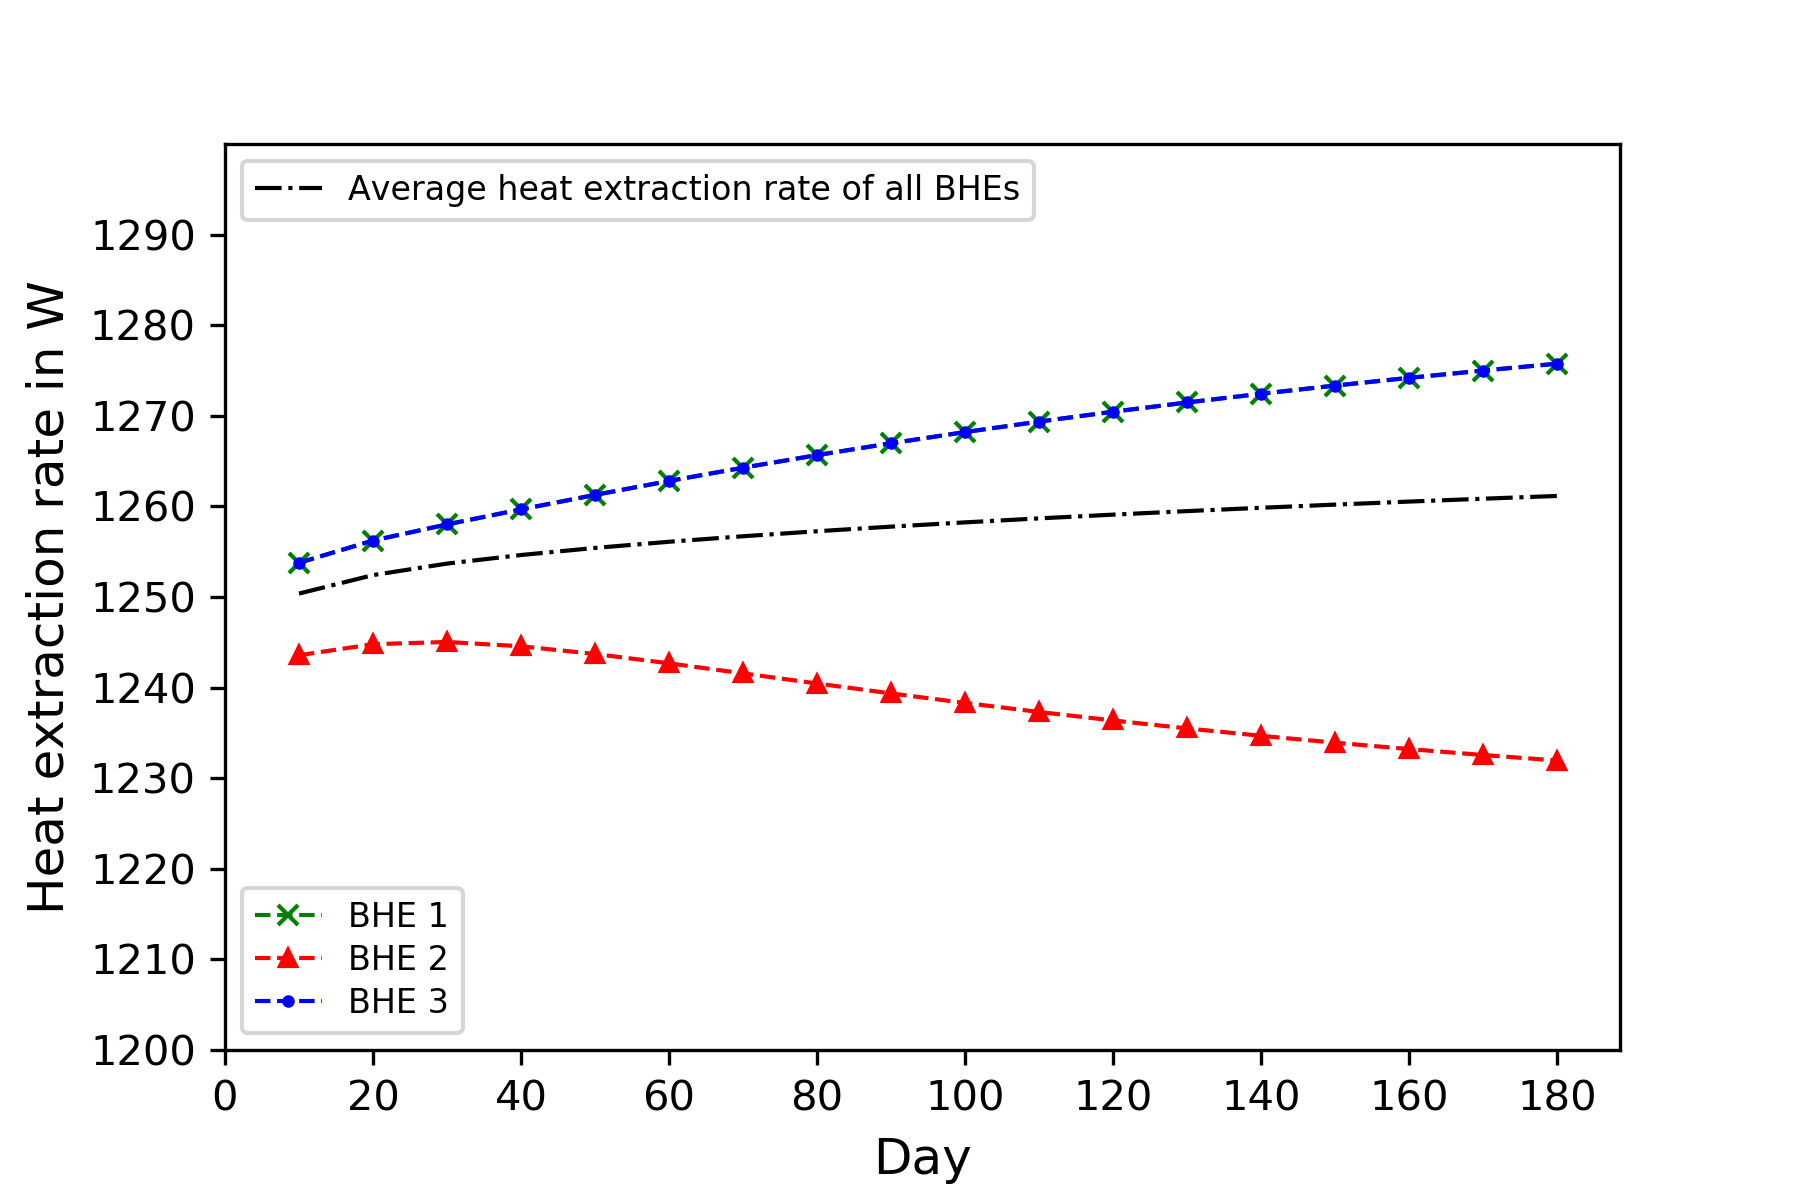 Average heat extraction rate of all BHEs
Heat extraction rate in W
1290
1280
1270
1260
1250
1240
1230
1220
1210
1200
BHE 1
BHE 2
BHE 3
0 20 40 60 80 100 120 140 160 180
Day